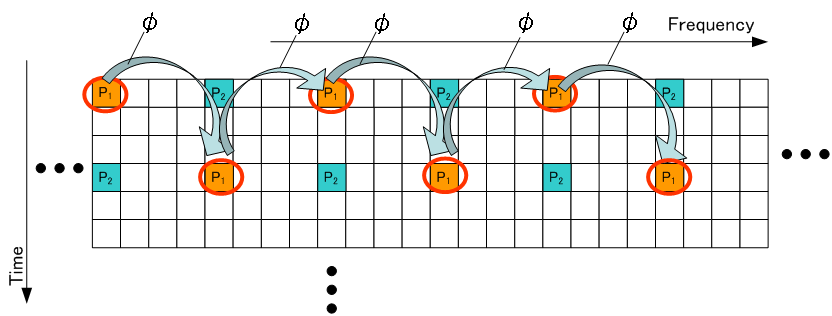 ϕ ϕ ϕ ϕ ϕ Frequency
P1 P2 P1 P2 P1 P2
P2 P1 P2 P1 P2 P1
Time